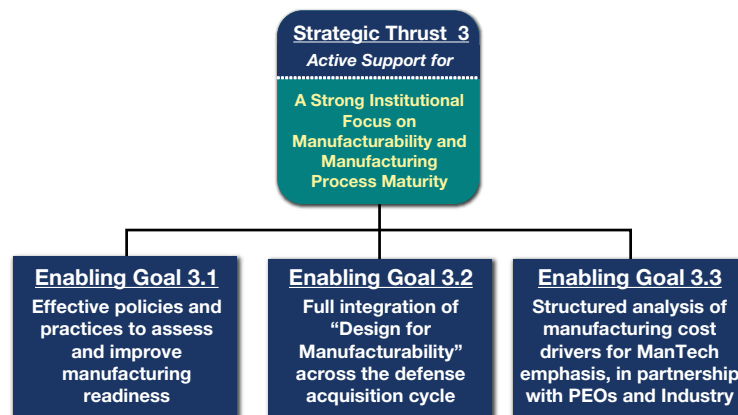 Strategic Thrust 3
Active Support for
A Strong Institutional
Focus on
Manufacturability and
Manufacturing
Process Maturity
Enabling Goal 3.1
Effective policies and
practices to assess
and improve
manufacturing
readiness
Enabling Goal 3.2
Full integration of
“Design for
Manufacturability”
across the defense
acquisition cycle
Enabling Goal 3.3
Structured analysis of
manufacturing cost
drivers for ManTech
emphasis, in partnership
with PEOs and Industry